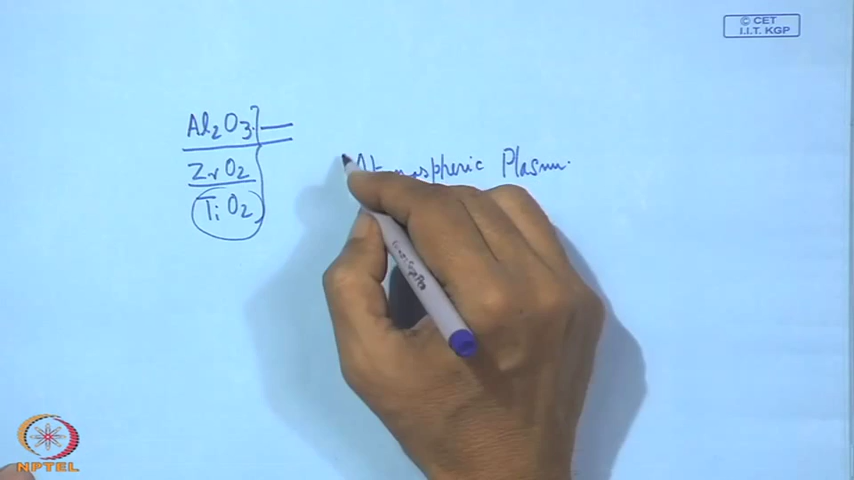 © CET
I.I.T. KGP
Al2O3
ZrO2
TiO2
Atmospheric Plasma
NPTEL